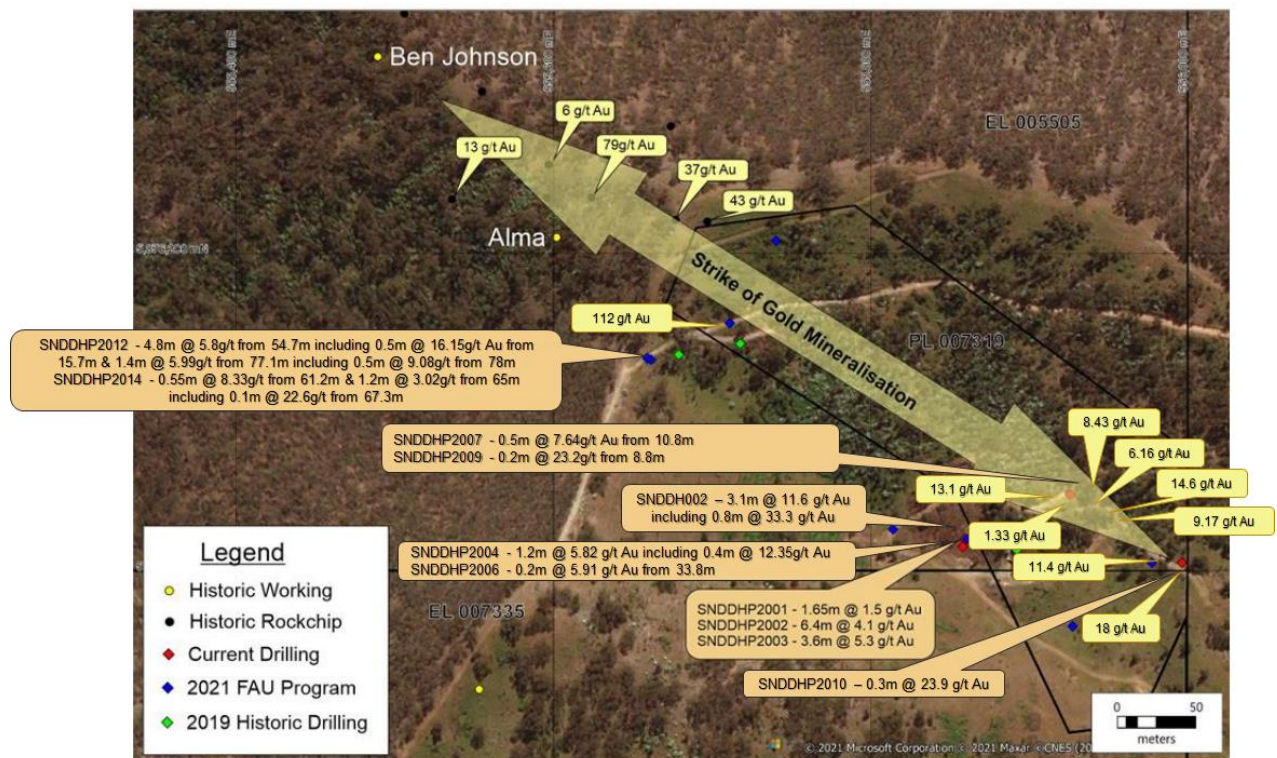 Ben Johnson
EL 005505
6 g/t Au
79g/t Au
13 g/t Au
37g/t Au
43 g/t Au
Alma
Strike of Gold Mineralisation
PL 007319
112 g/t Au
SNDDHP2012 - 4.8m @ 5.8g/t from 54.7m including 0.5m @ 16.15g/t Au from
15.7m & 1.4m @ 5.99g/t from 77.1m including 0.5m @ 9.08g/t from 78m
SNDDHP2014 - 0.55m @ 8.33g/t from 61.2m & 1.2m @ 3.02g/t from 65m
including 0.1m @ 22.6g/t from 67.3m
SNDDHP2007 - 0.5m @ 7.64g/t Au from 10.8m
SNDDHP2009 - 0.2m @ 23.2g/t from 8.8m
8.43 g/t Au
6.16 g/t Au
14.6 g/t Au
9.17 g/t Au
13.1 g/t Au
1.33 g/t Au
11.4 g/t Au
18 g/t Au
SNDDH002 – 3.1m @ 11.6 g/t Au
including 0.8m @ 33.3 g/t Au
SNDDHP2004 - 1.2m @ 5.82 g/t Au including 0.4m @ 12.35g/t Au
SNDDHP2006 - 0.2m @ 5.91 g/t Au from 33.8m
SNDDHP2001 - 1.65m @ 1.5 g/t Au
SNDDHP2002 - 6.4m @ 4.1 g/t Au
SNDDHP2003 - 3.6m @ 5.3 g/t Au
SNDDHP2010 – 0.3m @ 23.9 g/t Au
EL 007335
Legend
Historic Working
Historic Rockchip
Current Drilling
2021 FAU Program
2019 Historic Drilling
0 50
meters
© 2021 Microsoft Corporation © 2021 Maxar © CNES